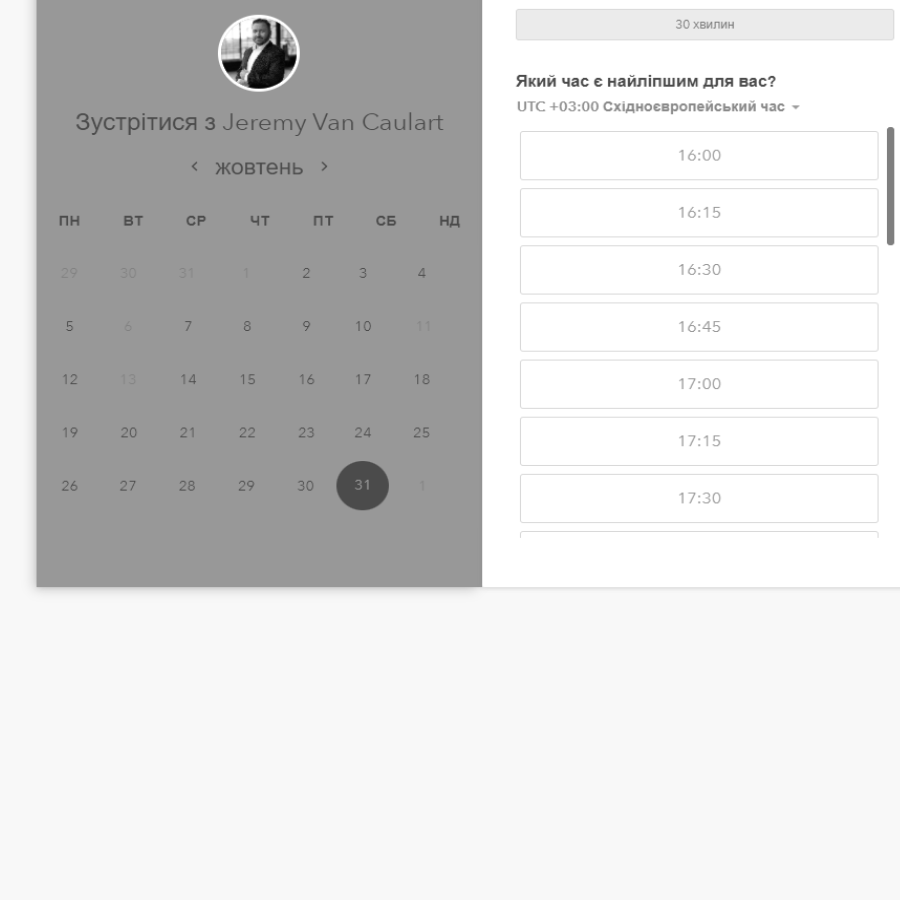 Зустрітися з Jeremy Van Caulart
жовтень
ПН ВТ СР ЧТ ПТ СБ НД
29 30 31 1 2 3 4
5 6 7 8 9 10 11
12 13 14 15 16 17 18
19 20 21 22 23 24 25
26 27 28 29 30 31 1
30 хвилин
Який час є найліпшим для вас?
UTC +03:00 Східноєвропейський час
16:00
16:15
16:30
16:45
17:00
17:15
17:30